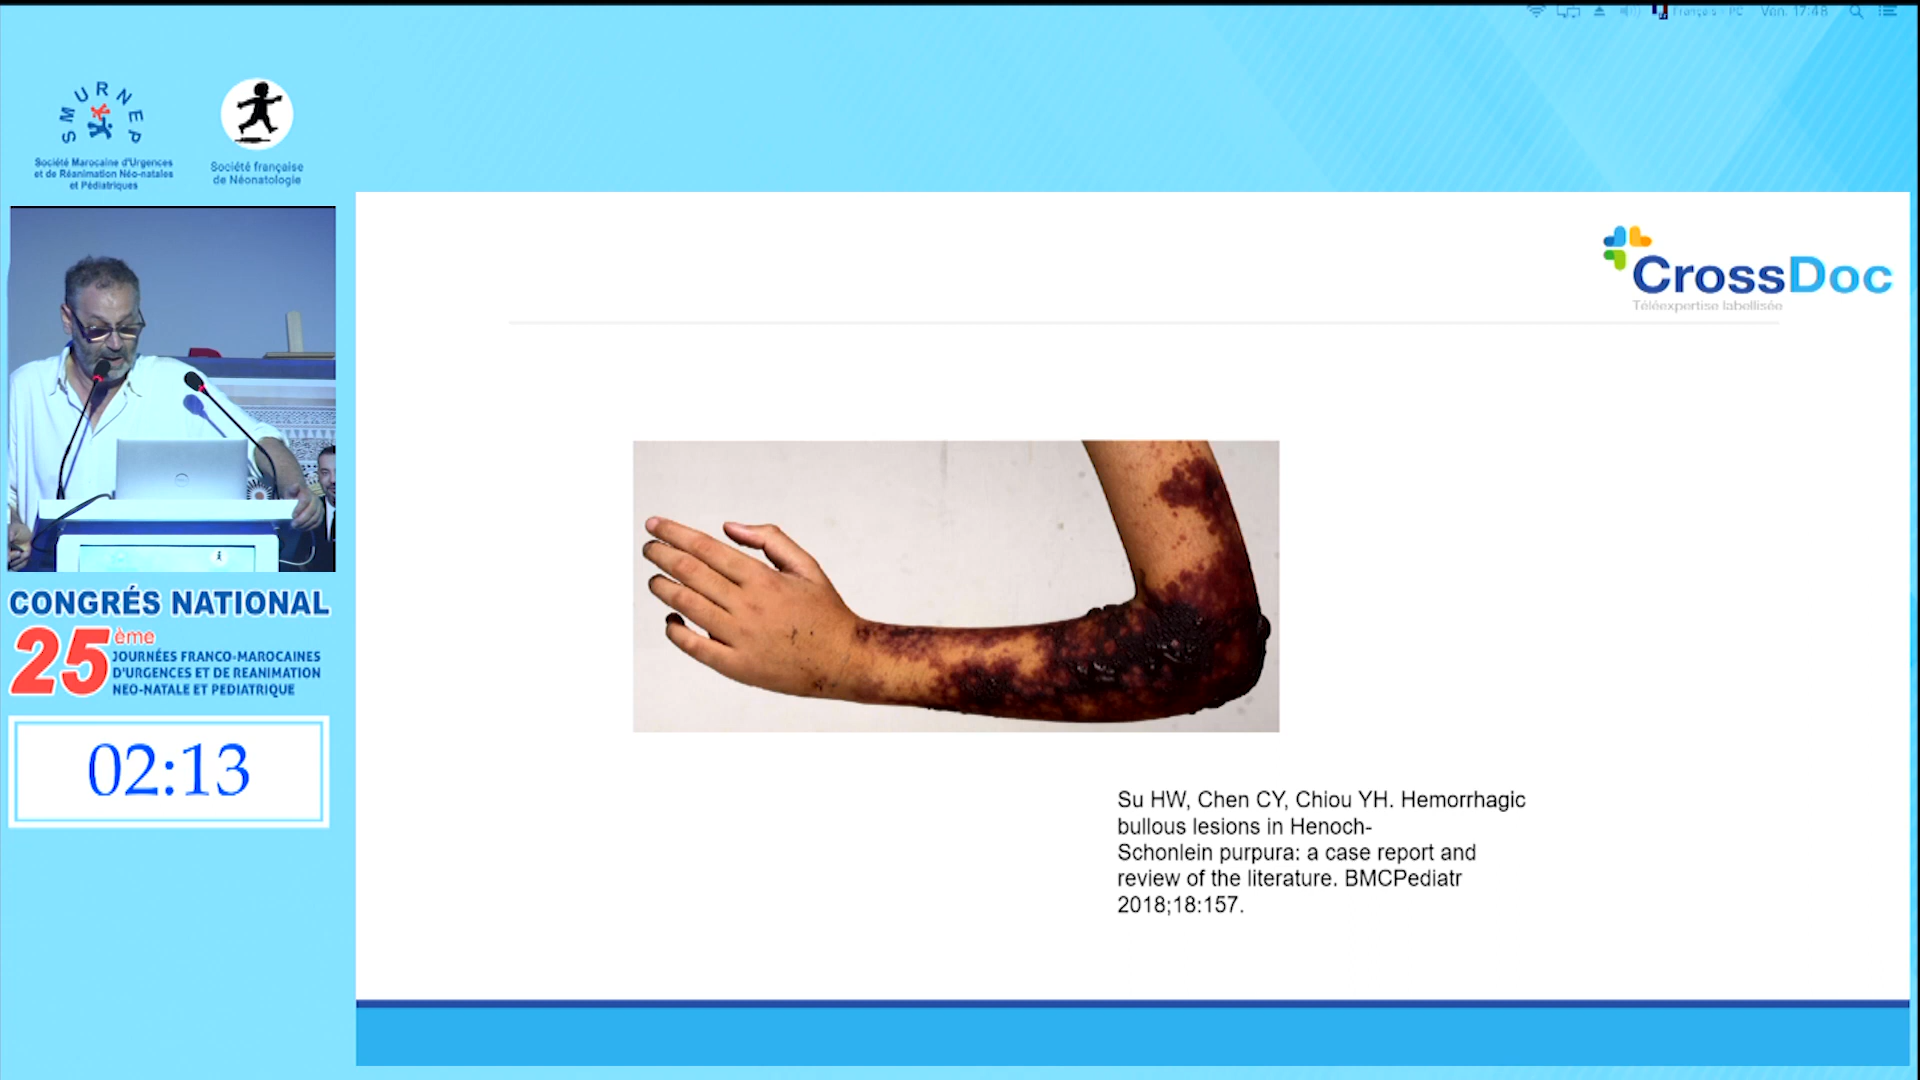 Français - PC Ven. 17:48
SMURNEP
Société Marocaine d'Urgences
et de Réanimation Néo-natales
et Pédiatriques
Société française
de Néonatologie
CrossDoc
Téléexpertise labellisée
CONGRÉS NATIONAL
25ème
JOURNÉES FRANCO-MAROCAINES
D'URGENCES ET DE REANIMATION
NEO-NATALE ET PEDIATRIQUE
02:13
Su HW, Chen CY, Chiou YH. Hemorrhagic
bullous lesions in Henoch-
Schonlein purpura: a case report and
review of the literature. BMCPediatr
2018;18:157.